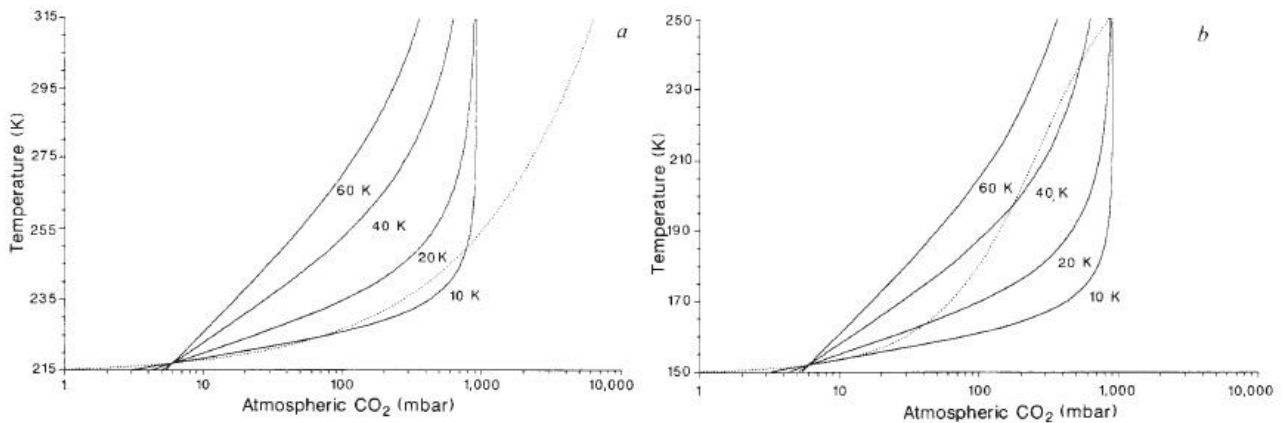 a
315
295
275
255
235
215
Temperature (K)
60 K
40 K
20 K
10 K
1
10
100
1,000
10,000
Atmospheric CO₂ (mbar)
b
250
230
210
190
170
150
Temperature (K)
60 K
40 K
20 K
10 K
1
10
100
1,000
10,000
Atmospheric CO₂ (mbar)